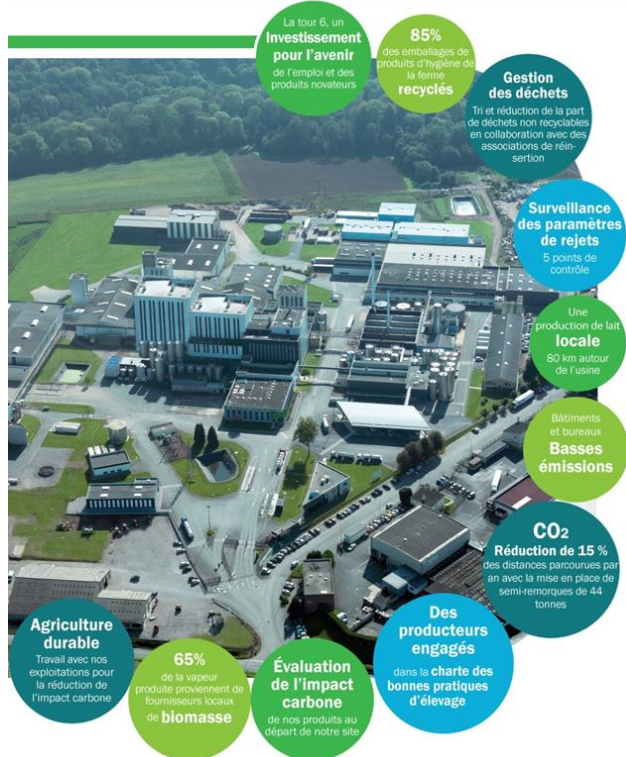 La tour 6, un
Investissement
pour l'avenir
de l'emploi et des
produits novateurs
85%
des emballages de
produits d'hygiène de
la ferme
recyclés
Gestion
des déchets
Tri et réduction de la part
de déchets non recyclables
en collaboration avec des
associations de réin-
sertion
Surveillance
des paramètres
de rejets
5 points de
contrôle
Une
production de lait
locale
80 km autour
de l'usine
Bâtiments
et bureaux
Basses
émissions
CO₂
Réduction de 15 %
des distances parcourues par
an avec la mise en place de
semi-remorques de 44
tonnes
Des
producteurs
engagés
dans la charte des
bonnes pratiques
d'élevage
Évaluation
de l'impact
carbone
de nos produits au
départ de notre site
65%
de la vapeur
produite proviennent de
fournisseurs locaux
de biomasse
Agriculture
durable
Travail avec nos
exploitations pour
la réduction de
l'impact carbone